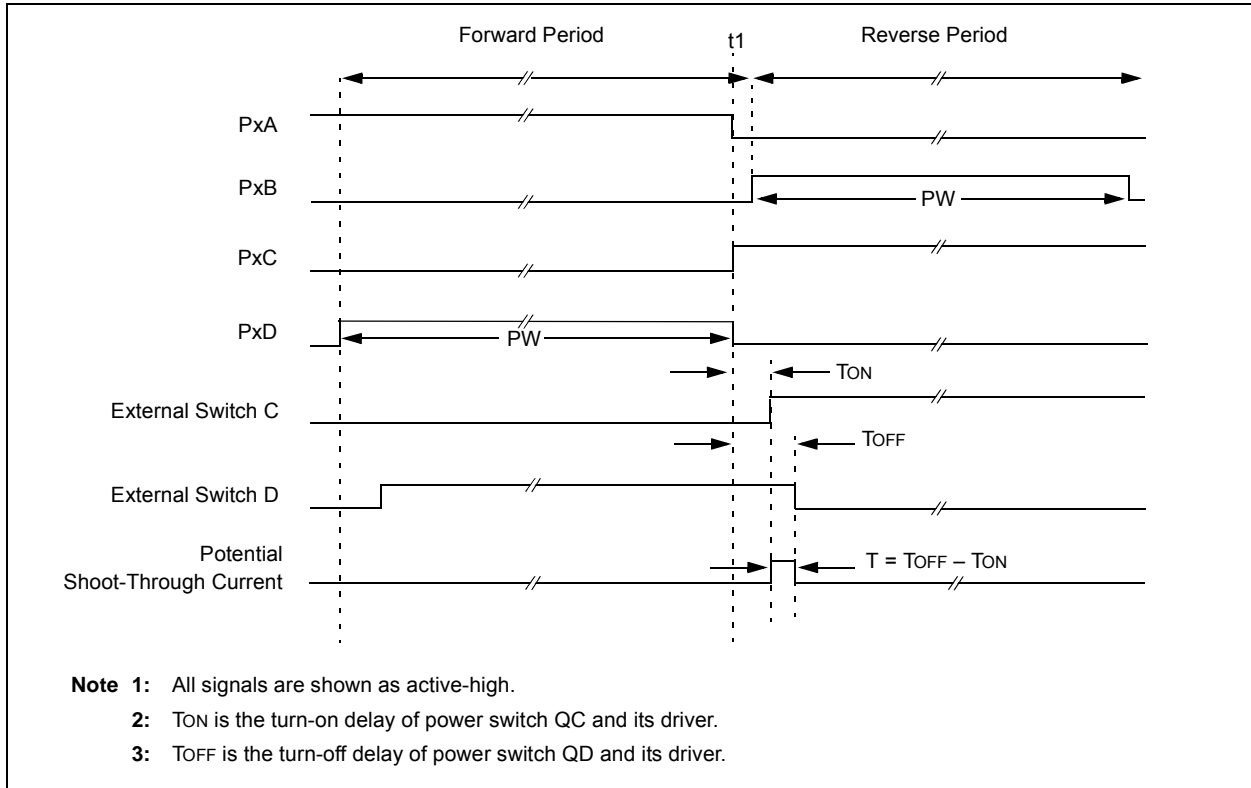 Forward Period
t1
Reverse Period
PxA
PxB
PW
PxC
PxD
PW
TON
External Switch C
TOFF
External Switch D
Potential
Shoot-Through Current
T = TOFF – TON
Note 1: All signals are shown as active-high.
2: TON is the turn-on delay of power switch QC and its driver.
3: TOFF is the turn-off delay of power switch QD and its driver.